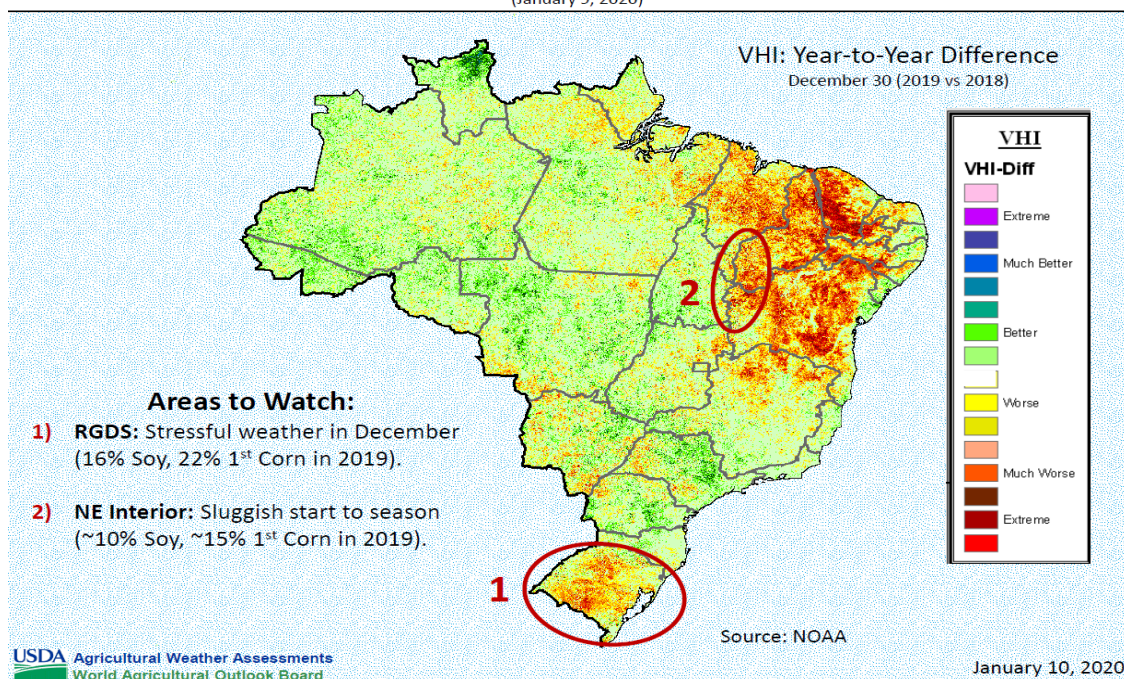 (January 9, 2020)
VHI: Year-to-Year Difference
December 30 (2019 vs 2018)
VHI
VHI-Diff
Extreme
Much Better
Better
Worse
Much Worse
Extreme
2
Areas to Watch:
1) RGDS: Stressful weather in December
(16% Soy, 22% 1st Corn in 2019).
2) NE Interior: Sluggish start to season
(~10% Soy, ~15% 1st Corn in 2019).
1
Source: NOAA
USDA Agricultural Weather Assessments
World Agricultural Outlook Board
January 10, 2020